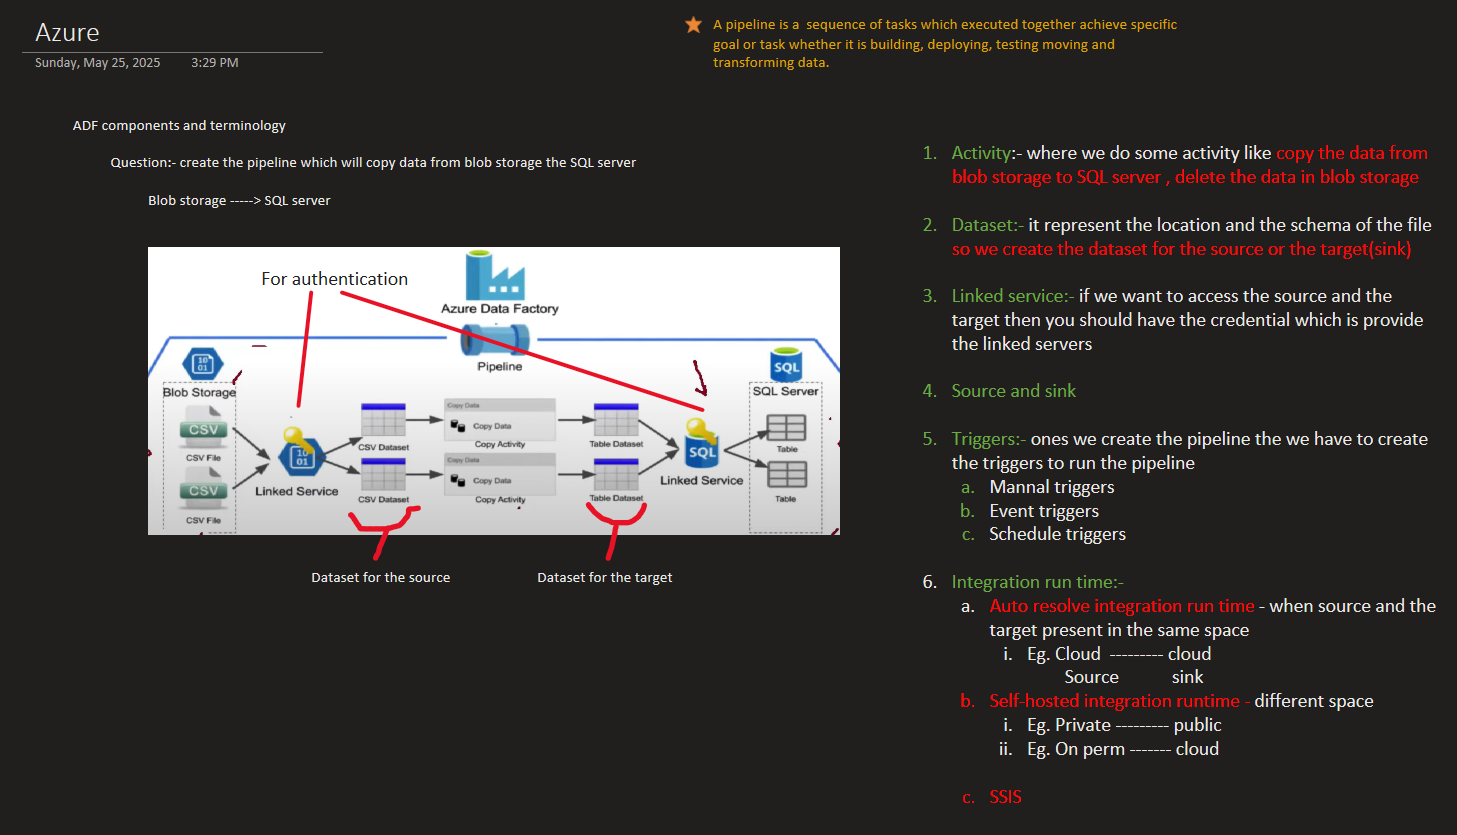 Azure
Sunday, May 25, 2025 3:29 PM
A pipeline is a sequence of tasks which executed together achieve specific
goal or task whether it is building, deploying, testing moving and
transforming data.
ADF components and terminology
Question:- create the pipeline which will copy data from blob storage the SQL server
Blob storage -----> SQL server
For authentication
Azure Data Factory
Pipeline
10
01
Blob Storage
SQL
SQL Server
CSV
CSV File
CSV
CSV File
10
01
Linked Service
CSV Dataset
CSV Dataset
Copy Data
Copy Data
Copy Activity
Copy Data
Copy Data
Copy Activity
Table Dataset
Table Dataset
SQL
Linked Service
Table
Table
Dataset for the source
Dataset for the target
1. Activity:- where we do some activity like copy the data from
blob storage to SQL server , delete the data in blob storage
2. Dataset:- it represent the location and the schema of the file
so we create the dataset for the source or the target(sink)
3. Linked service:- if we want to access the source and the
target then you should have the credential which is provide
the linked servers
4. Source and sink
5. Triggers:- ones we create the pipeline the we have to create
the triggers to run the pipeline
a. Mannal triggers
b. Event triggers
c. Schedule triggers
6. Integration run time:-
a. Auto resolve integration run time - when source and the
target present in the same space
i. Eg. Cloud --------- cloud
Source sink
b. Self-hosted integration runtime - different space
i. Eg. Private --------- public
ii. Eg. On perm ------- cloud
c. SSIS